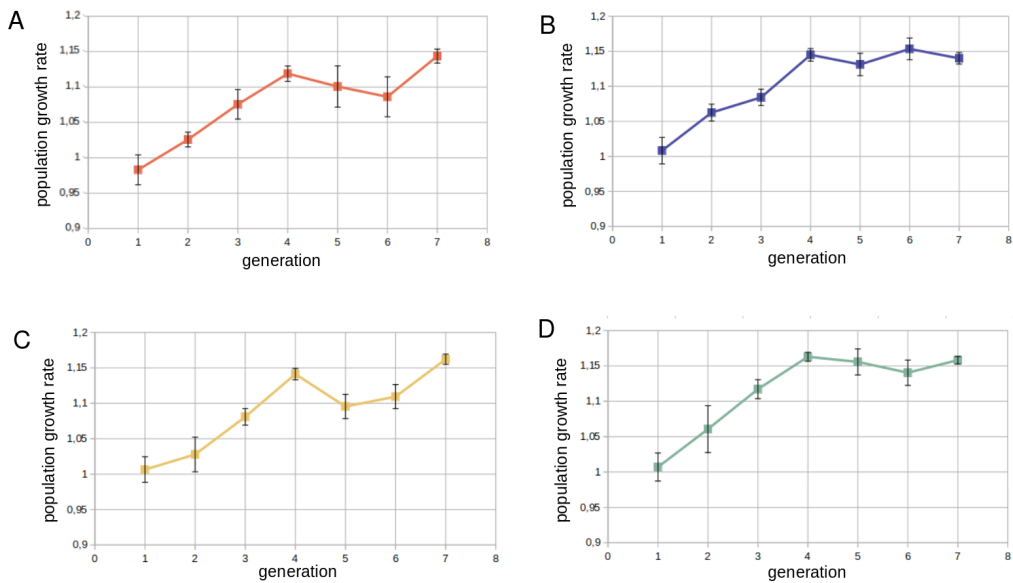 A
population growth rate
1,2
1,15
1,1
1,05
1
0,95
0,9
0 1 2 3 4 5 6 7 8
generation
B
population growth rate
1,2
1,15
1,1
1,05
1
0,95
0,9
0 1 2 3 4 5 6 7 8
generation
C
population growth rate
1,2
1,15
1,1
1,05
1
0,95
0,9
0 1 2 3 4 5 6 7 8
generation
D
population growth rate
1,2
1,15
1,1
1,05
1
0,95
0,9
0 1 2 3 4 5 6 7 8
generation